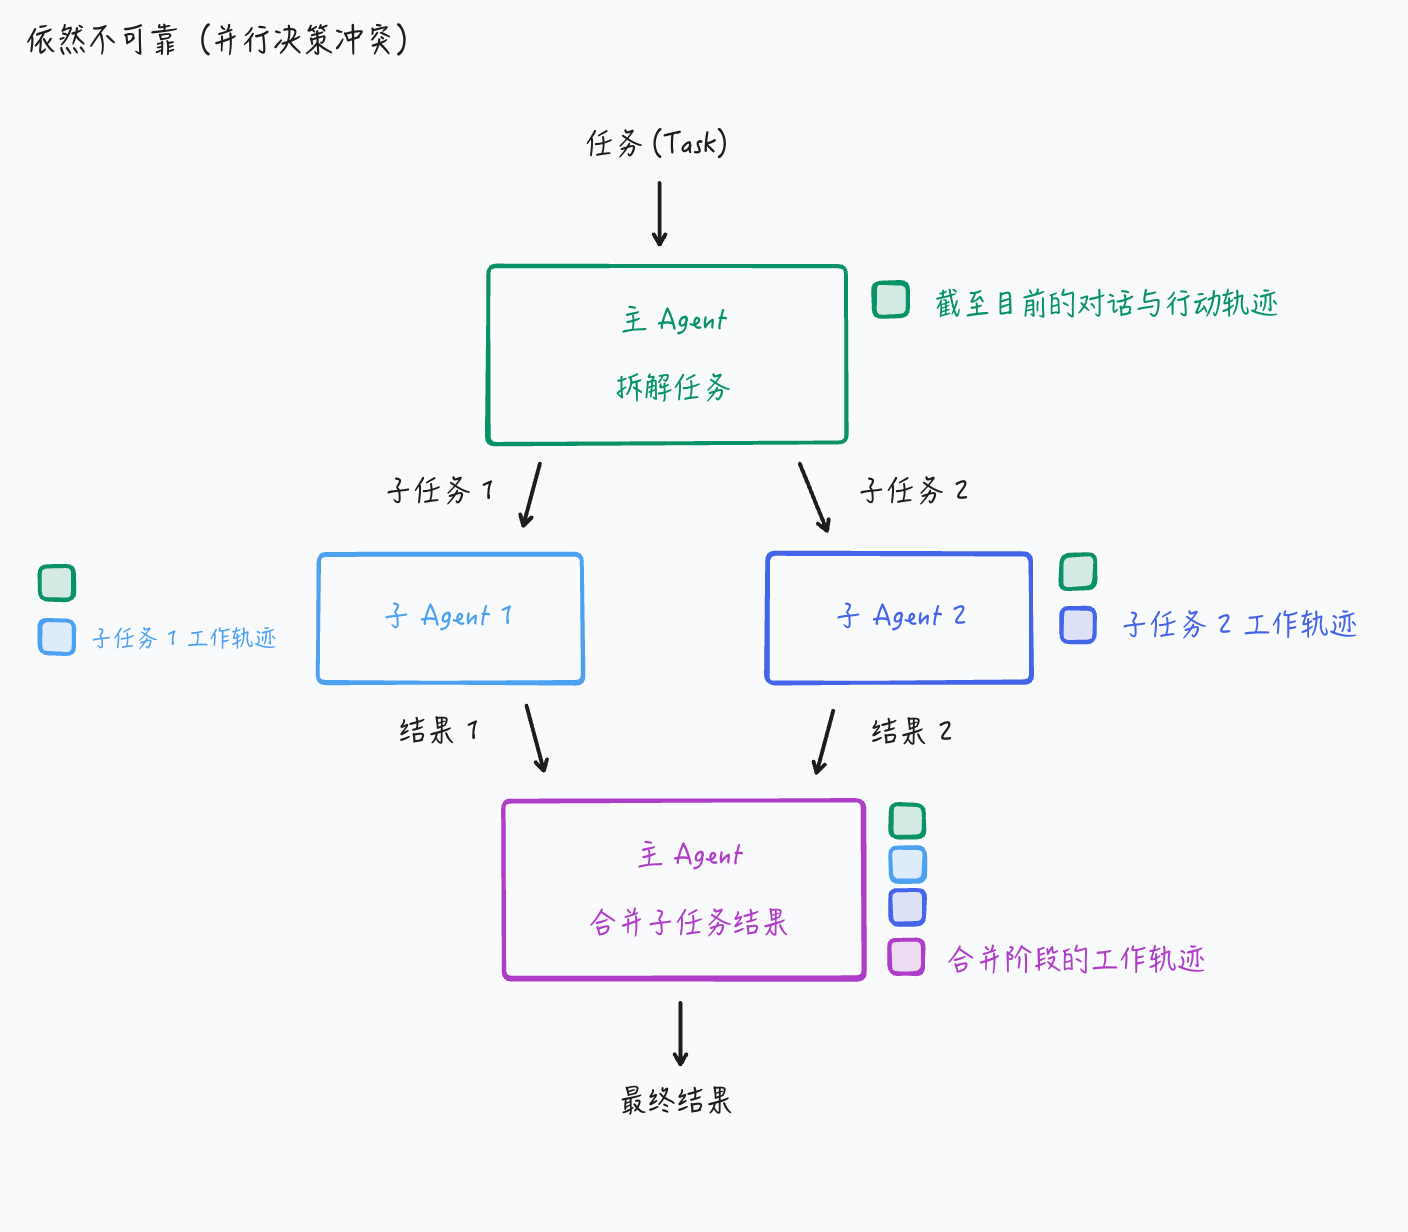 依然不可靠（并行决策冲突）
任务 (Task)
主 Agent
拆解任务
截至目前的对话与行动轨迹
子任务 1
子任务 2
子 Agent 1
子任务 1 工作轨迹
子 Agent 2
子任务 2 工作轨迹
结果 1
结果 2
主 Agent
合并子任务结果
合并阶段的工作轨迹
最终结果